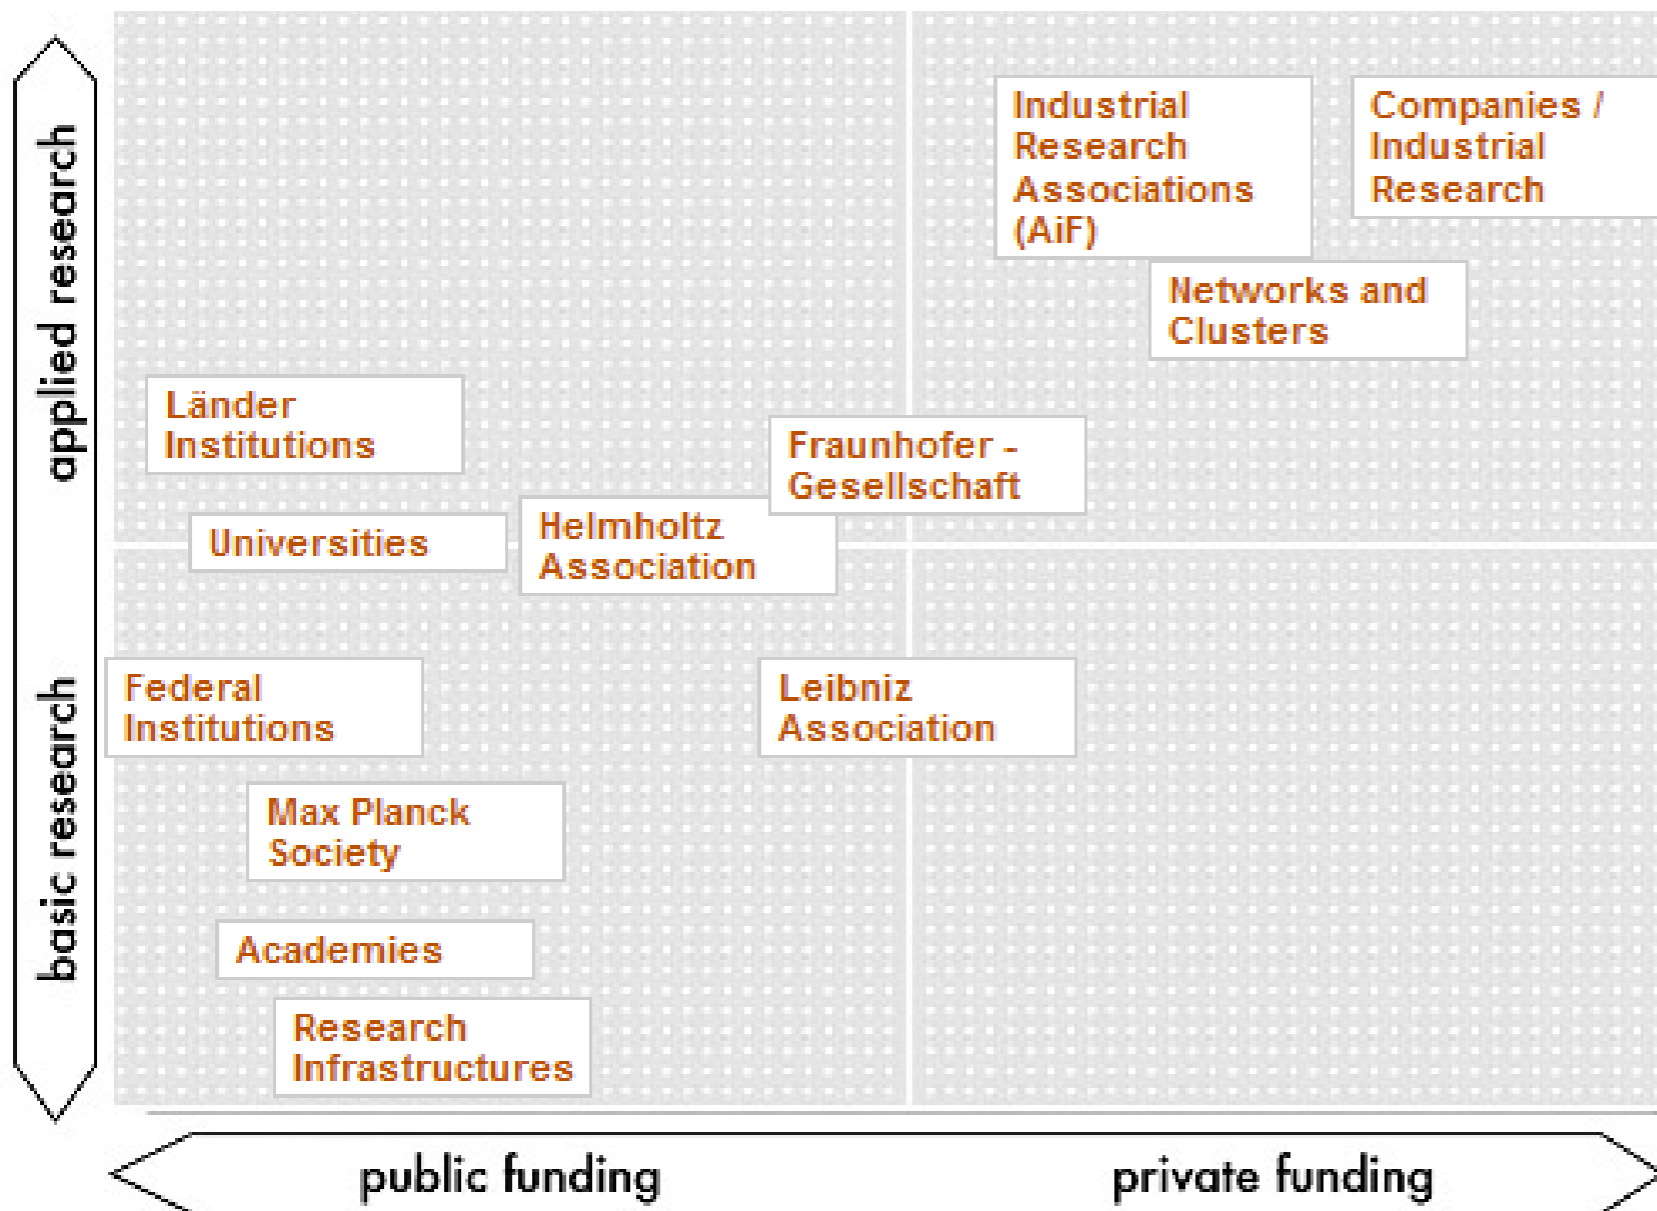 applied research
basic research
Industrial
Research
Associations
(AiF)
Companies /
Industrial
Research
Networks and
Clusters
Länder
Institutions
Fraunhofer -
Gesellschaft
Universities
Helmholtz
Association
Federal
Institutions
Leibniz
Association
Max Planck
Society
Academies
Research
Infrastructures
public funding
private funding